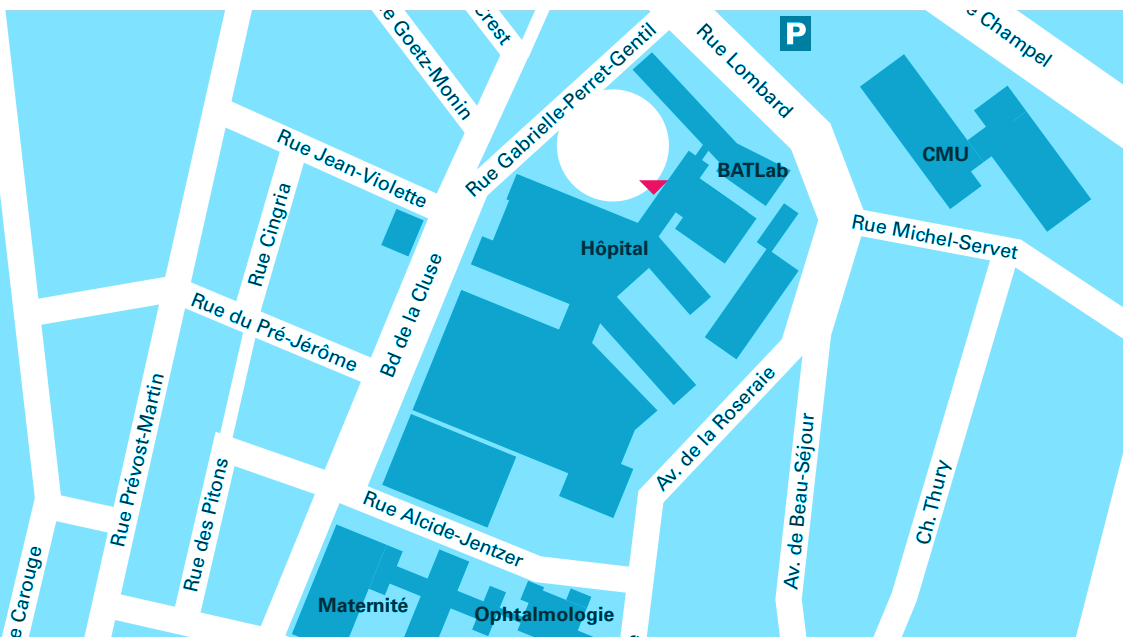 Crest
Goetz-Monin
Rue Gabrielle-Perret-Gentil
Rue Lombard
P
Champel
Rue Jean-Violette
BATLab
CMU
Rue Cingria
Hôpital
Rue Michel-Servet
Bd de la Cluse
Rue du Pré-Jérôme
Rue Prévost-Martin
Av. de la Roseraie
Av. de Beau-Séjour
Ch. Thury
Rue des Pitons
Rue Alcide-Jentzer
Carouge
Maternité
Ophtalmologie